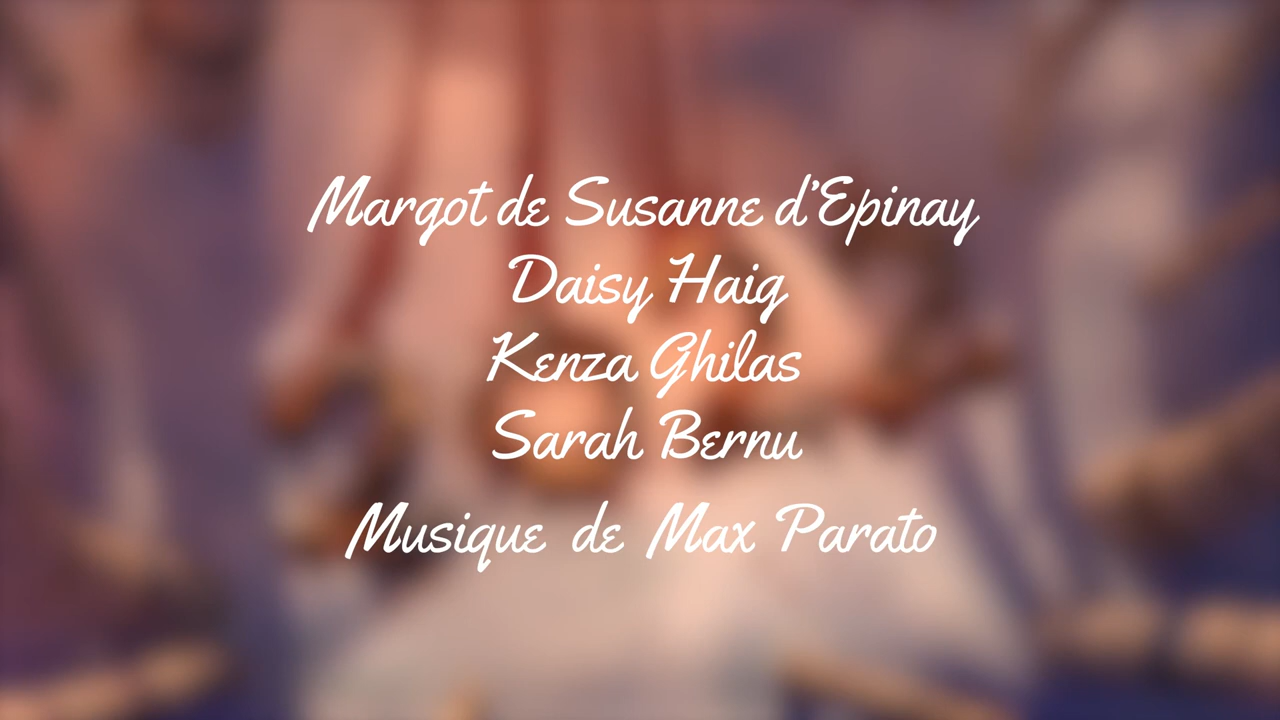 Margot de Susanne d'Epinay
Daisy Haig
Kenza Ghilas
Sarah Bernu
Musique de Max Parato